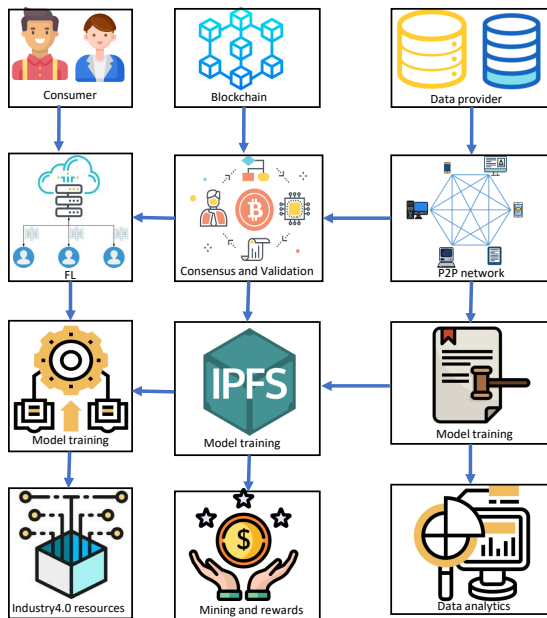 Consumer
Blockchain
Data provider
FL
Consensus and Validation
P2P network
Model training
IPFS
Model training
Model training
Industry4.0 resources
$
Mining and rewards
Data analytics